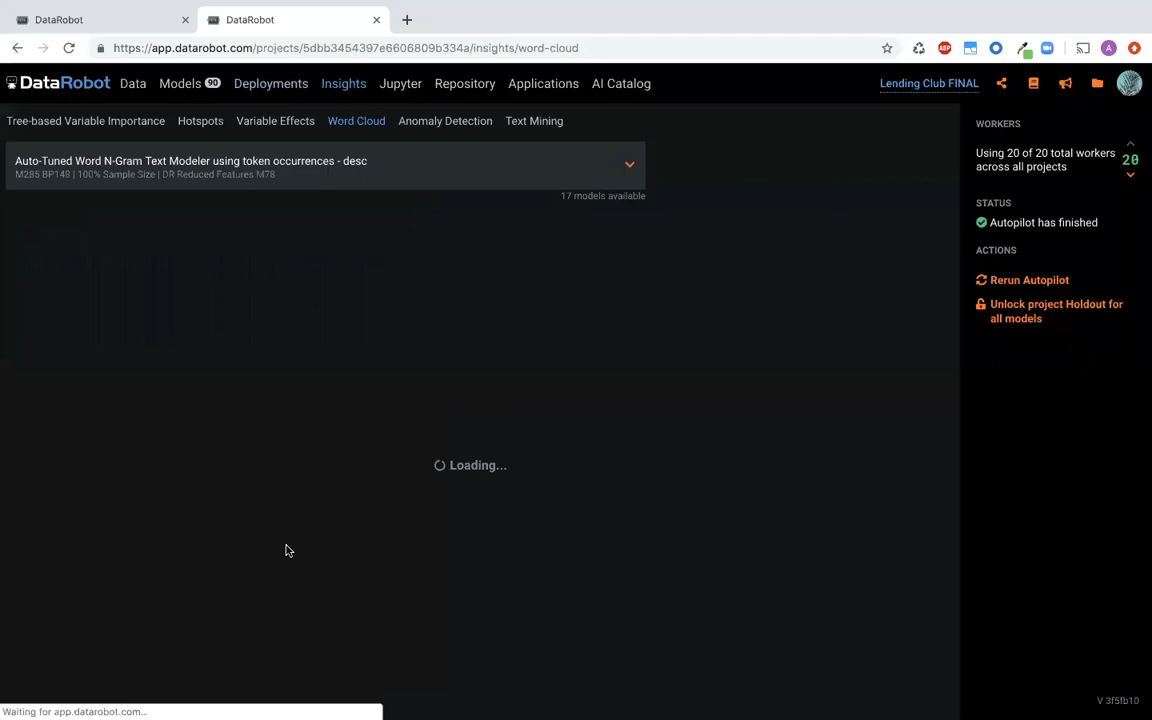 DataRobot
DataRobot
https://app.datarobot.com/projects/5dbb3454397e6606809b334a/insights/word-cloud
ABP
A
DataRobot Data Models 90 Deployments Insights Jupyter Repository Applications AI Catalog Lending Club FINAL
Tree-based Variable Importance Hotspots Variable Effects Word Cloud Anomaly Detection Text Mining
Auto-Tuned Word N-Gram Text Modeler using token occurrences - desc
M285 BP148 | 100% Sample Size | DR Reduced Features M78
17 models available
Loading...
WORKERS
Using 20 of 20 total workers
across all projects
20
STATUS
Autopilot has finished
ACTIONS
Rerun Autopilot
Unlock project Holdout for
all models
V 3f5fb10
Waiting for app.datarobot.com...